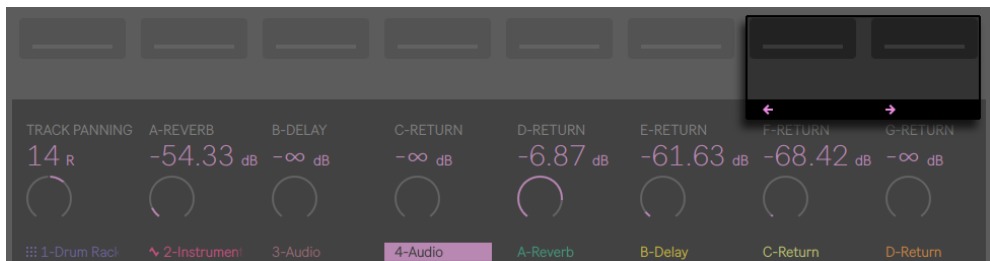 ← →
TRACK PANNING A-REVERB B-DELAY C-RETURN D-RETURN E-RETURN F-RETURN G-RETURN
14 R -54.33 dB -∞ dB -∞ dB -6.87 dB -61.63 dB -68.42 dB -∞ dB
1-Drum Rack 2-Instrument 3-Audio 4-Audio A-Reverb B-Delay C-Return D-Return